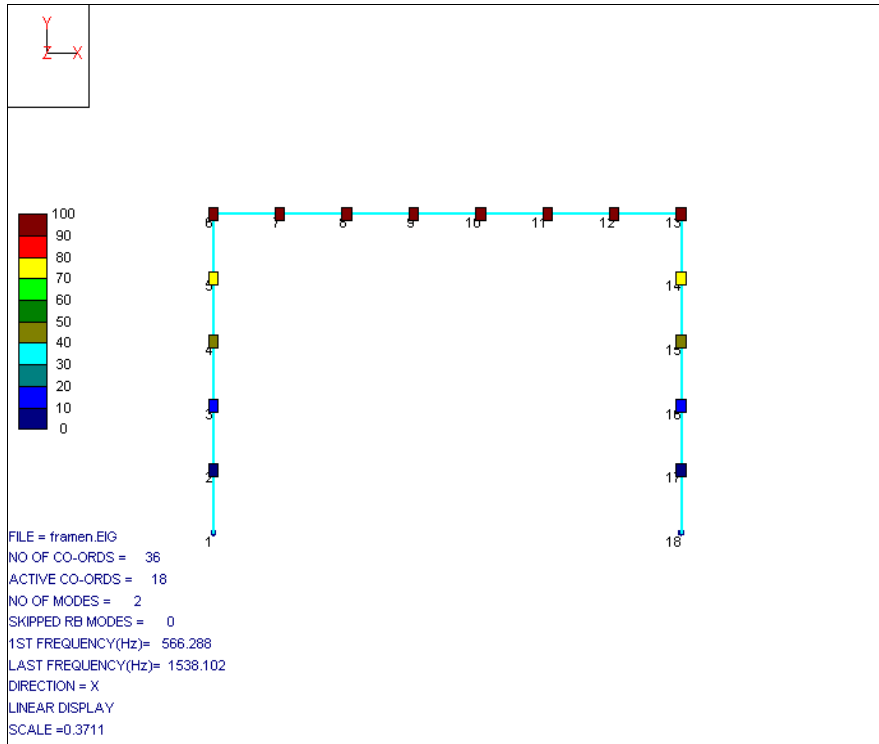 Y
Z X
6 7 8 9 10 11 12 13
100
90
80
70
60
50
40
30
20
10
0
5 14
4 15
3 16
2 17
1 18
FILE = framen.EIG
NO OF CO-ORDS = 36
ACTIVE CO-ORDS = 18
NO OF MODES = 2
SKIPPED RB MODES = 0
1ST FREQUENCY(Hz)= 566.288
LAST FREQUENCY(Hz)= 1538.102
DIRECTION = X
LINEAR DISPLAY
SCALE =0.3711